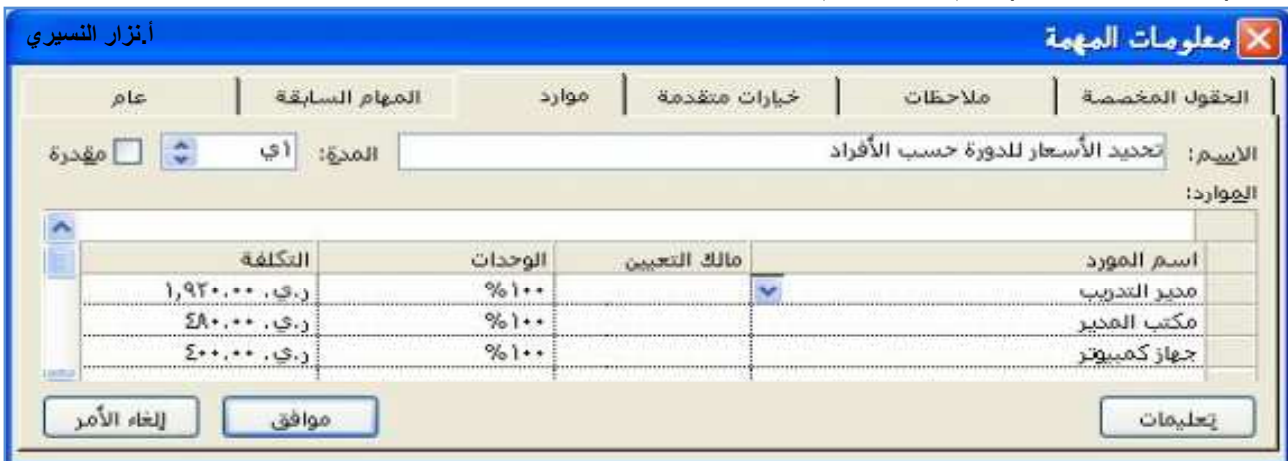 معلومات المهمة أ.نزار النسيري
عام المهام السابقة موارد خيارات متقدمة ملاحظات الحقول المخصصة
الاسم: تحديد الأسعار للدورة حسب الأفراد المدة: أي مقدرة
الموارد:
اسم المورد مالك التعيين الوحدات التكلفة
مدير التدريب ١٠٠% ر.ي. ١,٩٢٠.٠٠
مكتب المدير ١٠٠% ر.ي. ٤٨٠.٠٠
جهاز كمبيوتر ١٠٠% ر.ي. ٤٠٠.٠٠
تعليمات موافق إلغاء الأمر